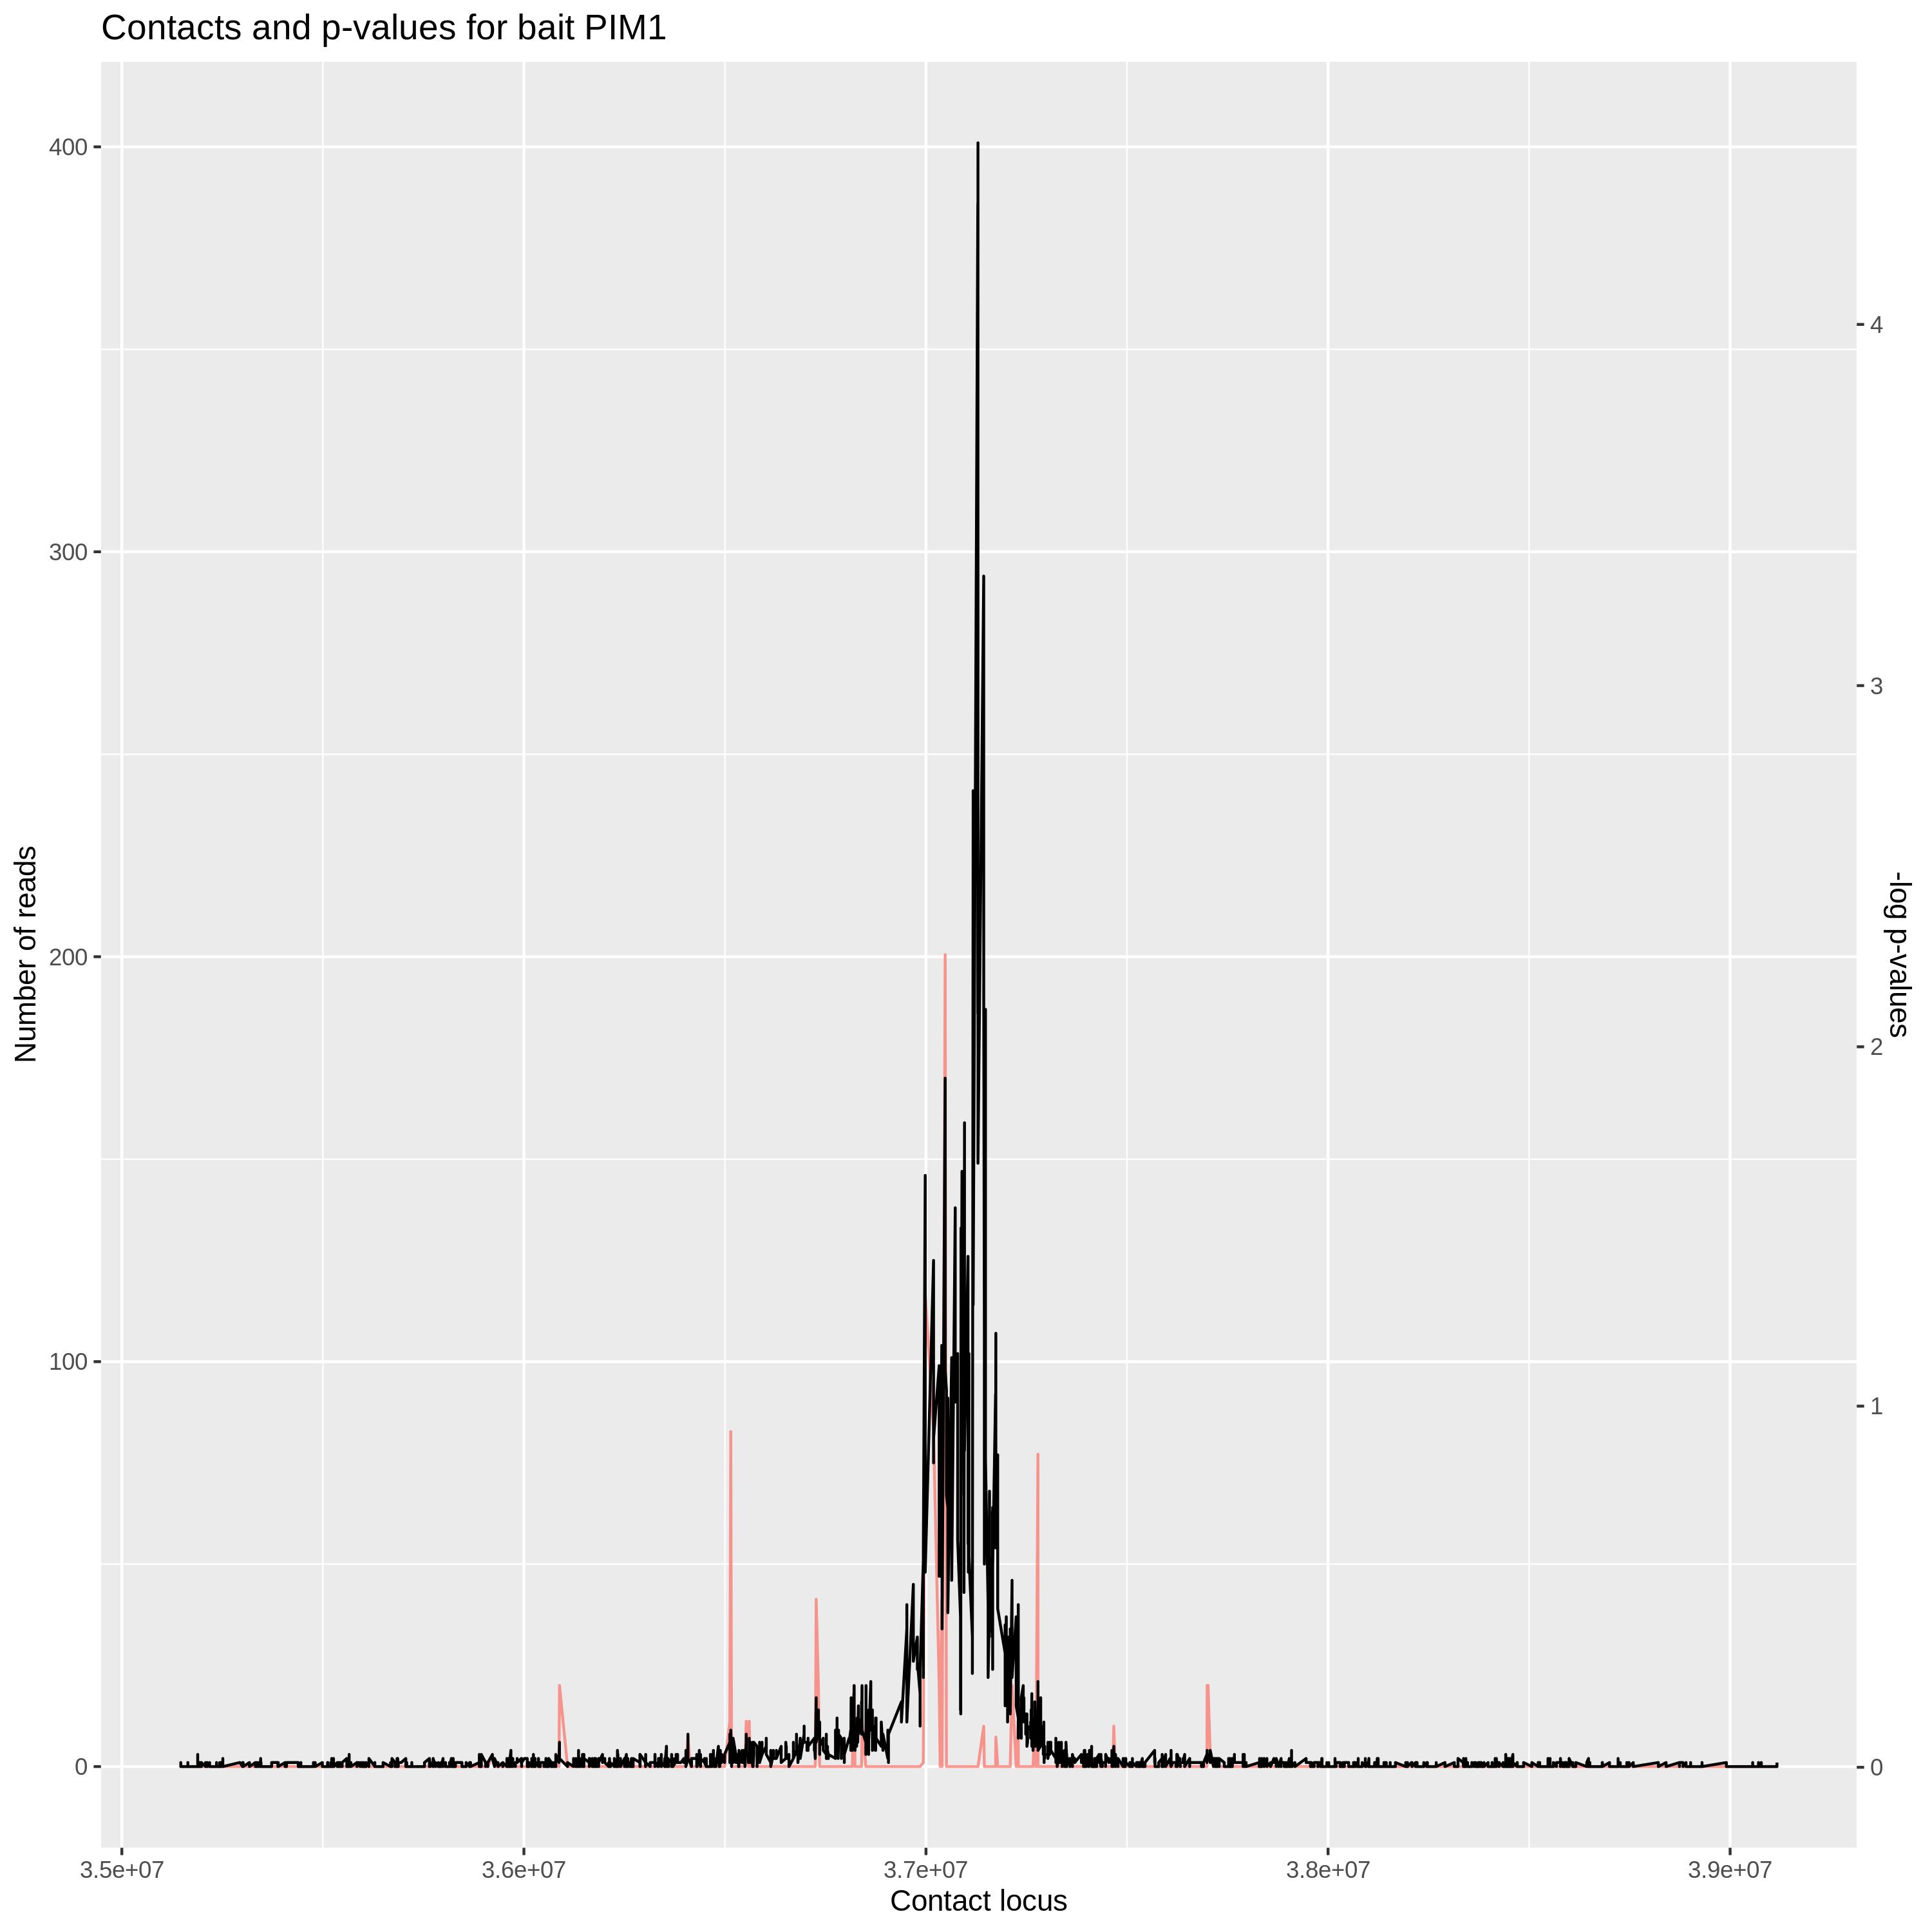 Contacts and p-values for bait PIM1
400
300
200
100
0
Number of reads
4
3
2
1
0
-log p-values
3.5e+07
3.6e+07
3.7e+07
3.8e+07
3.9e+07
Contact locus